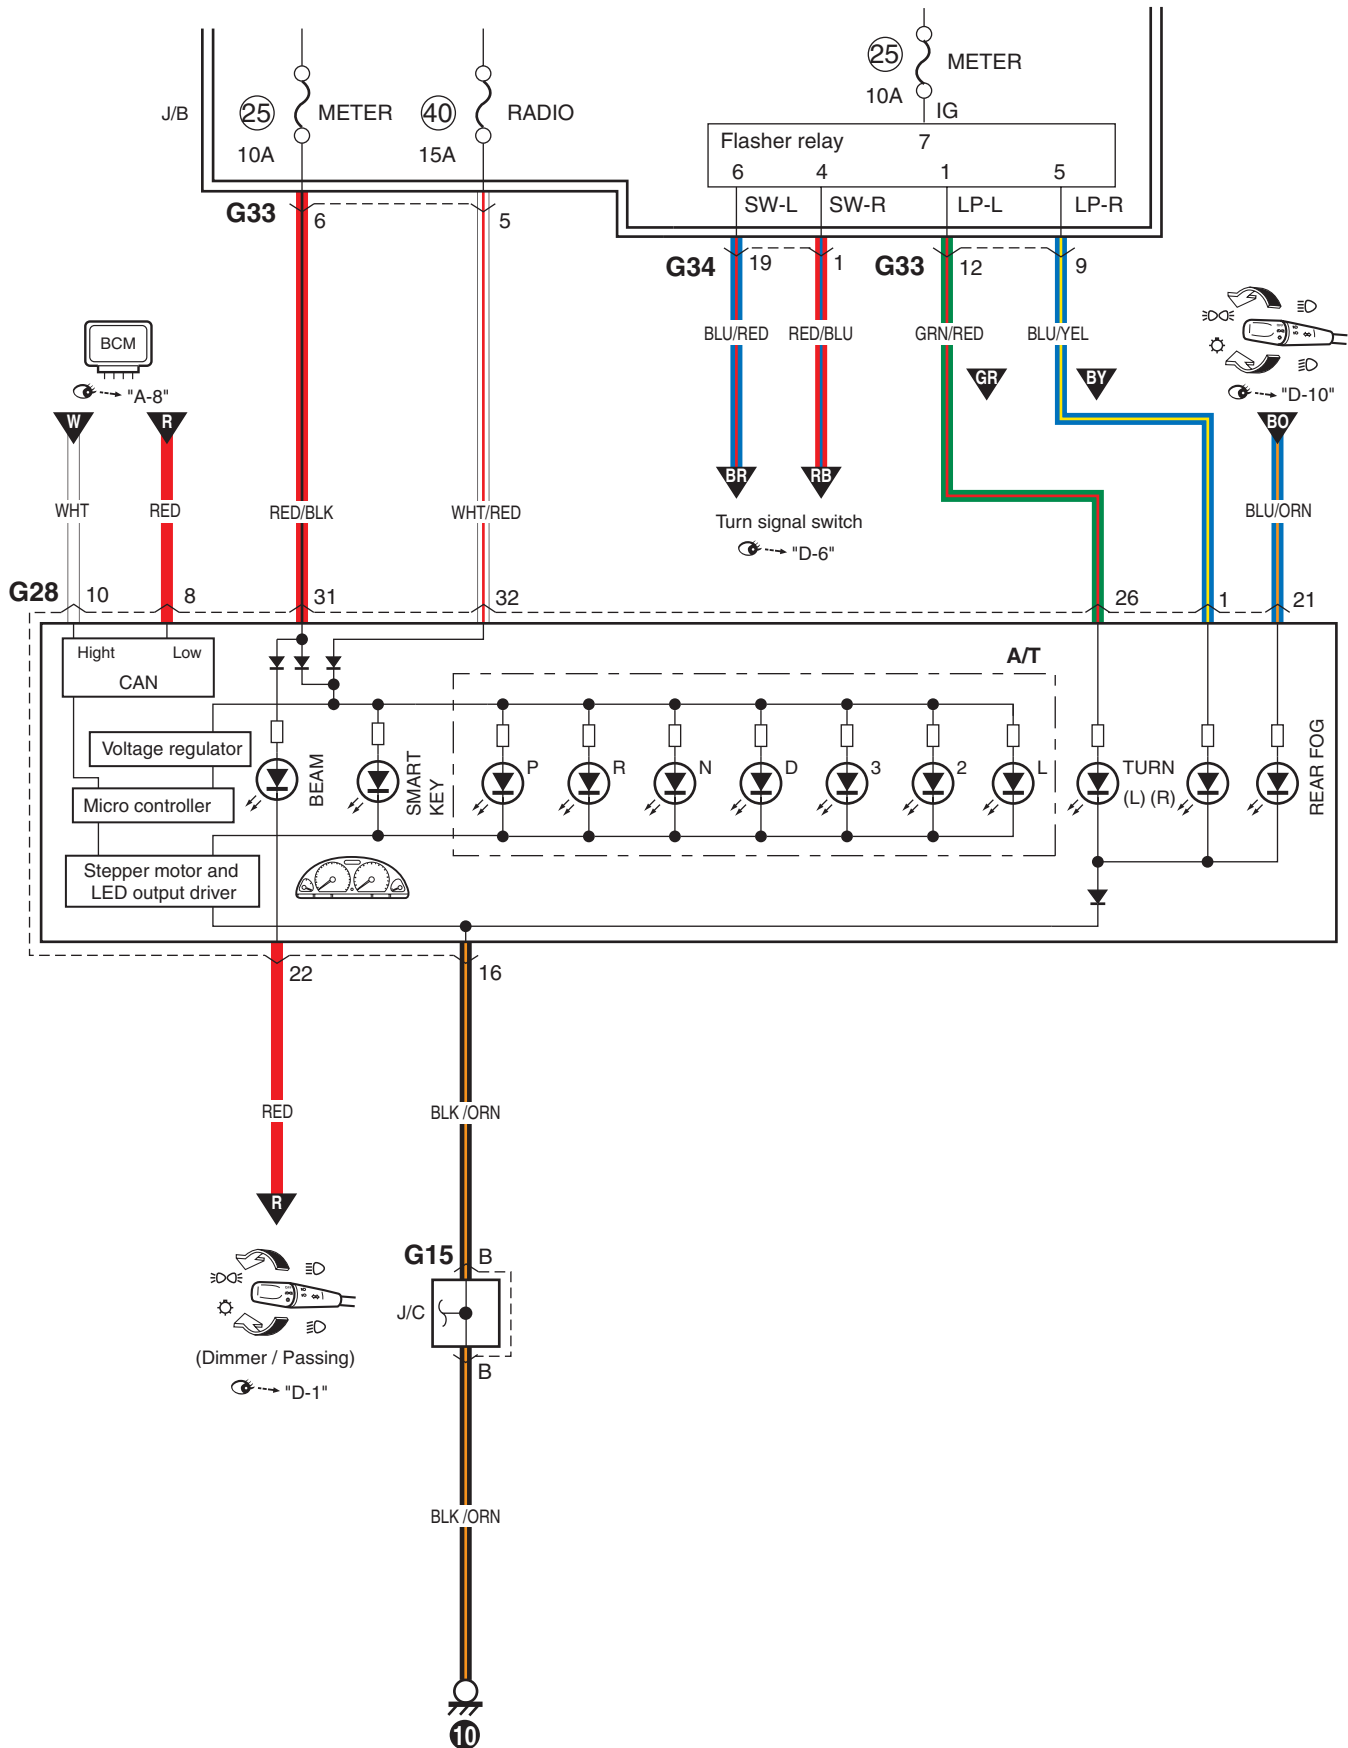 25
METER
10A
IG
J/B
25
METER
10A
40
RADIO
15A
Flasher relay
7
6
4
1
5
SW-L
SW-R
LP-L
LP-R
G33
6
5
G34
19
1
G33
12
9
BLU/RED
RED/BLU
GRN/RED
BLU/YEL
BCM
"A-8"
W
R
GR
BY
"D-10"
BO
BR
RB
WHT
RED
RED/BLK
WHT/RED
Turn signal switch
"D-6"
BLU/ORN
G28
10
8
31
32
26
1
21
Hight
Low
CAN
A/T
Voltage regulator
Micro controller
Stepper motor and
LED output driver
BEAM
SMART
KEY
P
R
N
D
3
2
L
TURN
(L) (R)
REAR FOG
22
16
RED
BLK /ORN
R
G15
B
J/C
B
(Dimmer / Passing)
"D-1"
BLK /ORN
10